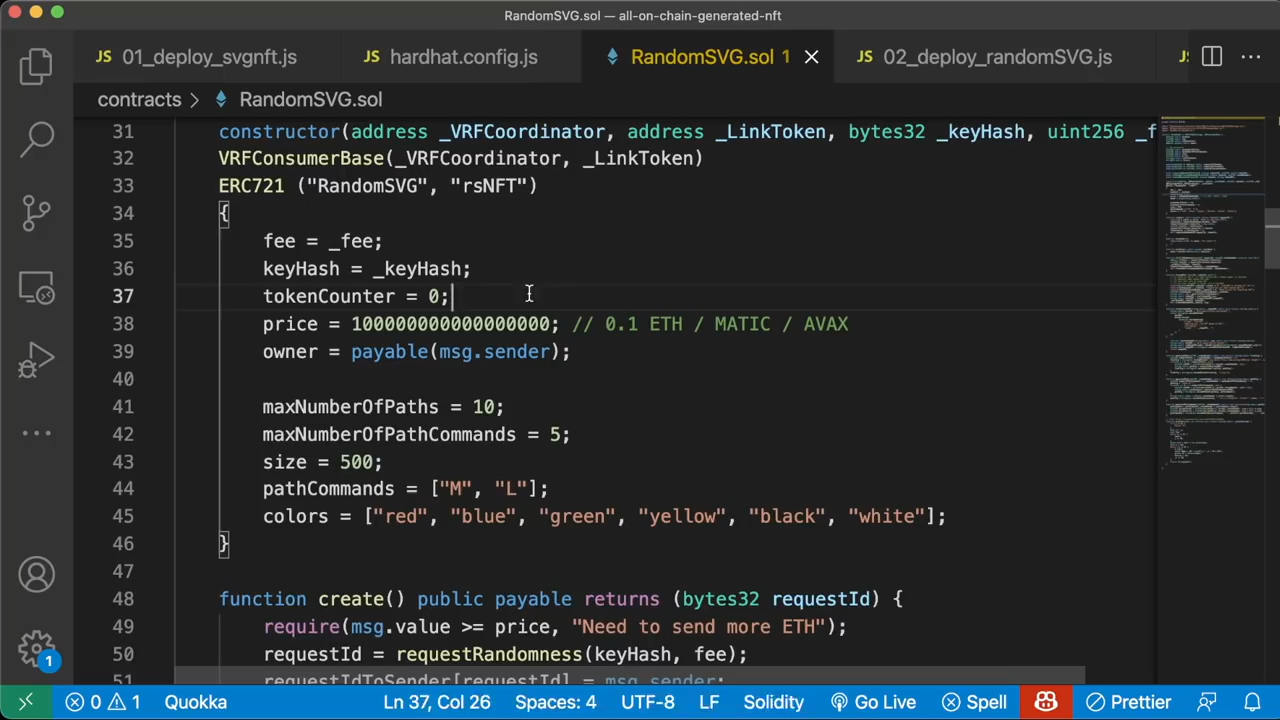 RandomSVG.sol — all-on-chain-generated-nft
JS 01_deploy_svgnft.js JS hardhat.config.js RandomSVG.sol 1 JS 02_deploy_randomSVG.js
contracts > RandomSVG.sol
31 constructor(address _VRFCoordinator, address _LinkToken, bytes32 _keyHash, uint256 _f
32 VRFConsumerBase(_VRFCoordinator, _LinkToken)
33 ERC721 ("RandomSVG", "rsNFT")
34 {
35 fee = _fee;
36 keyHash = _keyHash;
37 tokenCounter = 0;
38 price = 100000000000000000; // 0.1 ETH / MATIC / AVAX
39 owner = payable(msg.sender);
40
41 maxNumberOfPaths = 10;
42 maxNumberOfPathCommands = 5;
43 size = 500;
44 pathCommands = ["M", "L"];
45 colors = ["red", "blue", "green", "yellow", "black", "white"];
46 }
47
48 function create() public payable returns (bytes32 requestId) {
49 require(msg.value >= price, "Need to send more ETH");
50 requestId = requestRandomness(keyHash, fee);
51 requestIdToSender[requestId] = msg.sender;
1
0 1 Quokka Ln 37, Col 26 Spaces: 4 UTF-8 LF Solidity Go Live Spell Prettier